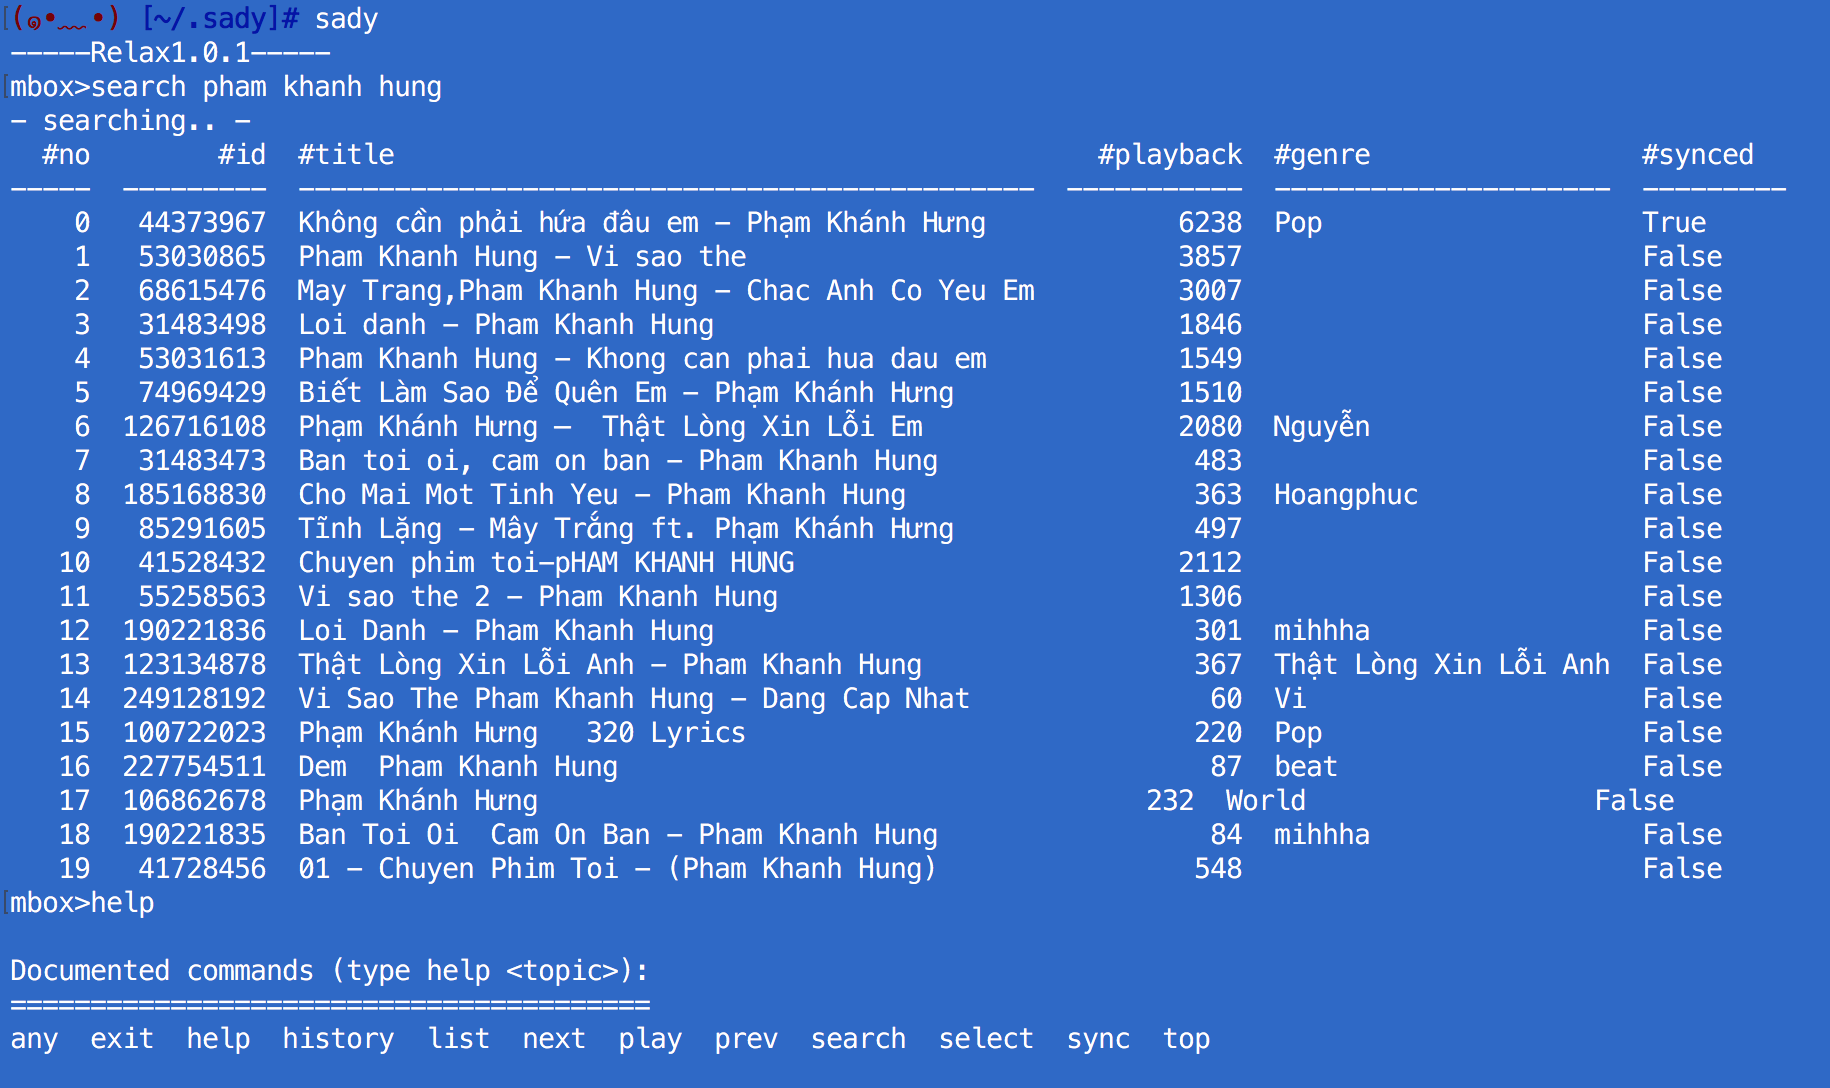 (๑•﹏•) [~/.sady]# sady
-----Relax1.0.1-----
mbox>search pham khanh hung
- searching.. -
#no #id #title #playback #genre #synced
----- --------- ---------------------------------------------- ----------- --------------------- ---------
0 44373967 Không cần phải hứa đâu em - Phạm Khánh Hưng 6238 Pop True
1 53030865 Pham Khanh Hung - Vi sao the 3857 False
2 68615476 May Trang,Pham Khanh Hung - Chac Anh Co Yeu Em 3007 False
3 31483498 Loi danh - Pham Khanh Hung 1846 False
4 53031613 Pham Khanh Hung - Khong can phai hua dau em 1549 False
5 74969429 Biết Làm Sao Để Quên Em - Phạm Khánh Hưng 1510 False
6 126716108 Phạm Khánh Hưng –  Thật Lòng Xin Lỗi Em 2080 Nguyễn False
7 31483473 Ban toi oi, cam on ban - Pham Khanh Hung 483 False
8 185168830 Cho Mai Mot Tinh Yeu - Pham Khanh Hung 363 Hoangphuc False
9 85291605 Tĩnh Lặng - Mây Trắng ft. Phạm Khánh Hưng 497 False
10 41528432 Chuyen phim toi-pHAM KHANH HUNG 2112 False
11 55258563 Vi sao the 2 - Pham Khanh Hung 1306 False
12 190221836 Loi Danh - Pham Khanh Hung 301 mihhha False
13 123134878 Thật Lòng Xin Lỗi Anh - Pham Khanh Hung 367 Thật Lòng Xin Lỗi Anh False
14 249128192 Vi Sao The Pham Khanh Hung - Dang Cap Nhat 60 Vi False
15 100722023 Phạm Khánh Hưng   320 Lyrics 220 Pop False
16 227754511 Dem  Pham Khanh Hung 87 beat False
17 106862678 Phạm Khánh Hưng 232 World False
18 190221835 Ban Toi Oi  Cam On Ban - Pham Khanh Hung 84 mihhha False
19 41728456 01 - Chuyen Phim Toi - (Pham Khanh Hung) 548 False
mbox>help
Documented commands (type help <topic>):
========================================
any  exit  help  history  list  next  play  prev  search  select  sync  top